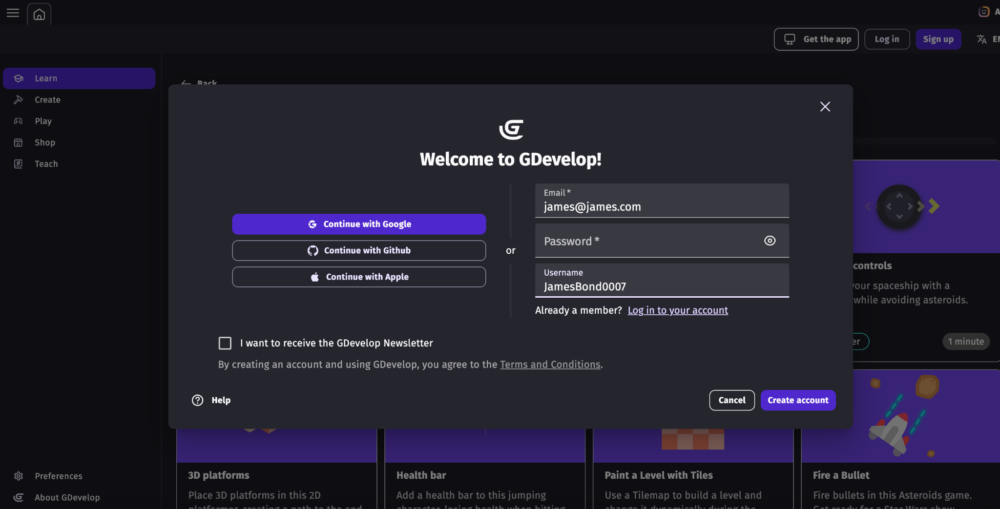 Get the app
Log in
Sign up
Learn
Create
Play
Shop
Teach
Back
Welcome to GDevelop!
Continue with Google
Continue with Github
Continue with Apple
or
Email *
james@james.com
Password *
Username
JamesBond0007
Already a member? Log in to your account
I want to receive the GDevelop Newsletter
By creating an account and using GDevelop, you agree to the Terms and Conditions.
Help
Cancel
Create account
controls
your spaceship with a
while avoiding asteroids.
1 minute
3D platforms
Place 3D platforms in this 2D
platformer, creating a path to the end.
Health bar
Add a health bar to this jumping
character, losing health when hitting
Paint a Level with Tiles
Use a Tilemap to build a level and
change it dynamically during the
Fire a Bullet
Fire bullets in this Asteroids game.
Get ready for a Star Wars show.
Preferences
About GDevelop